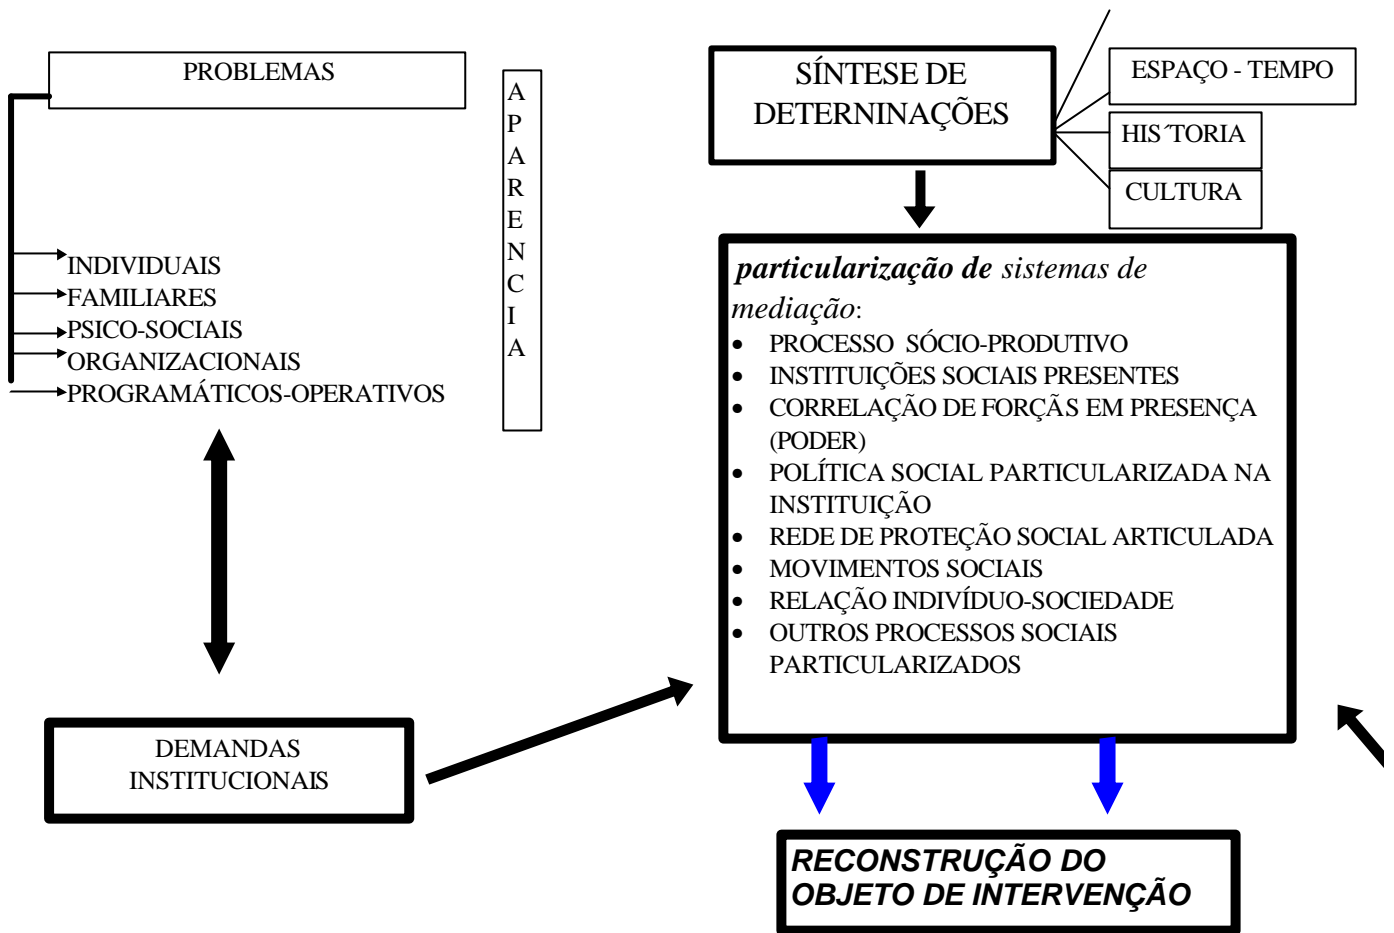 PROBLEMAS
INDIVIDUAIS
FAMILIARES
PSICO-SOCIAIS
ORGANIZACIONAIS
PROGRAMÁTICOS-OPERATIVOS
A
P
A
R
E
N
C
I
A
DEMANDAS
INSTITUCIONAIS
SÍNTESE DE
DETERNINAÇÕES
ESPAÇO - TEMPO
HIS´TORIA
CULTURA
particularização de sistemas de
mediação:
• PROCESSO SÓCIO-PRODUTIVO
• INSTITUIÇÕES SOCIAIS PRESENTES
• CORRELAÇÃO DE FORÇÃS EM PRESENÇA
(PODER)
• POLÍTICA SOCIAL PARTICULARIZADA NA
INSTITUIÇÃO
• REDE DE PROTEÇÃO SOCIAL ARTICULADA
• MOVIMENTOS SOCIAIS
• RELAÇÃO INDIVÍDUO-SOCIEDADE
• OUTROS PROCESSOS SOCIAIS
PARTICULARIZADOS
RECONSTRUÇÃO DO
OBJETO DE INTERVENÇÃO